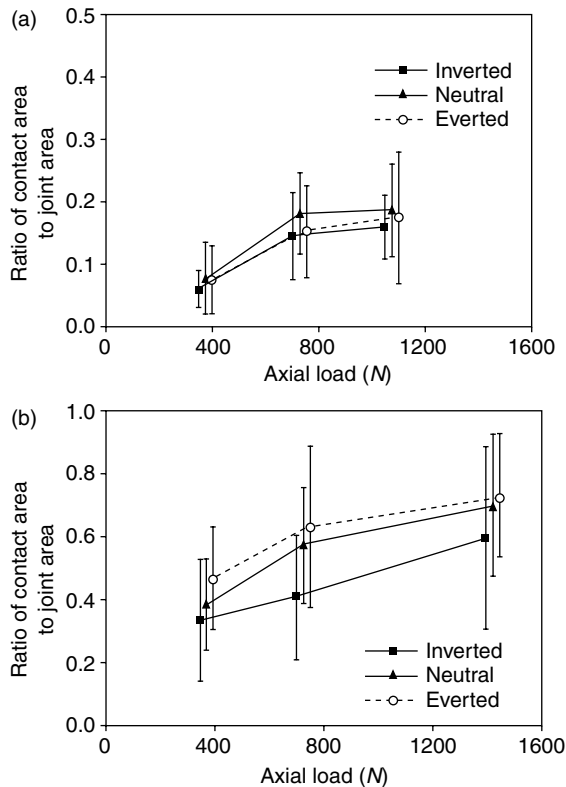 (a)
0.5
0.4
0.3
0.2
0.1
0.0
Ratio of contact area
to joint area
Inverted
Neutral
Everted
0 400 800 1200 1600
Axial load (N)
(b)
1.0
0.8
0.6
0.4
0.2
0.0
Ratio of contact area
to joint area
Inverted
Neutral
Everted
0 400 800 1200 1600
Axial load (N)